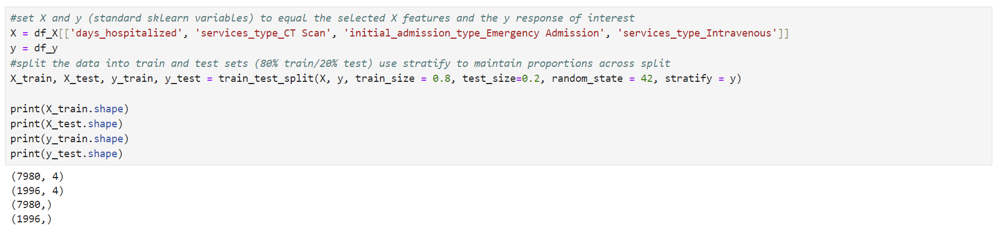 #set X and y (standard sklearn variables) to equal the selected X features and the y response of interest
X = df_X[['days_hospitalized', 'services_type_CT Scan', 'initial_admission_type_Emergency Admission', 'services_type_Intravenous']]
y = df_y
#split the data into train and test sets (80% train/20% test) use stratify to maintain proportions across split
X_train, X_test, y_train, y_test = train_test_split(X, y, train_size = 0.8, test_size=0.2, random_state = 42, stratify = y)
print(X_train.shape)
print(X_test.shape)
print(y_train.shape)
print(y_test.shape)
(7980, 4)
(1996, 4)
(7980,)
(1996,)